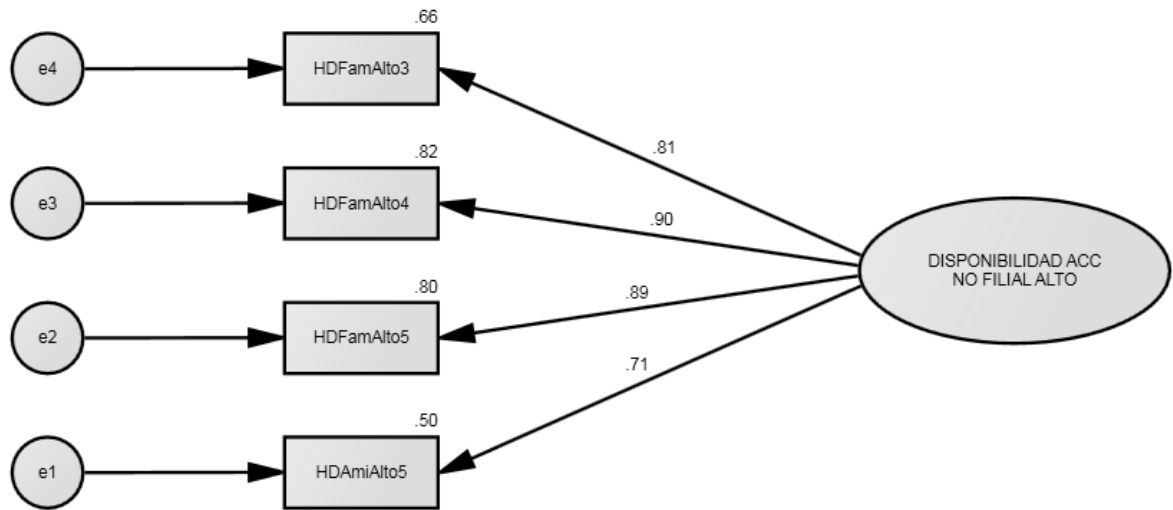 .66
e4
HDFamAlto3
.81
.82
e3
HDFamAlto4
.90
DISPONIBILIDAD ACC
NO FILIAL ALTO
.80
.89
e2
HDFamAlto5
.71
.50
e1
HDAmiAlto5